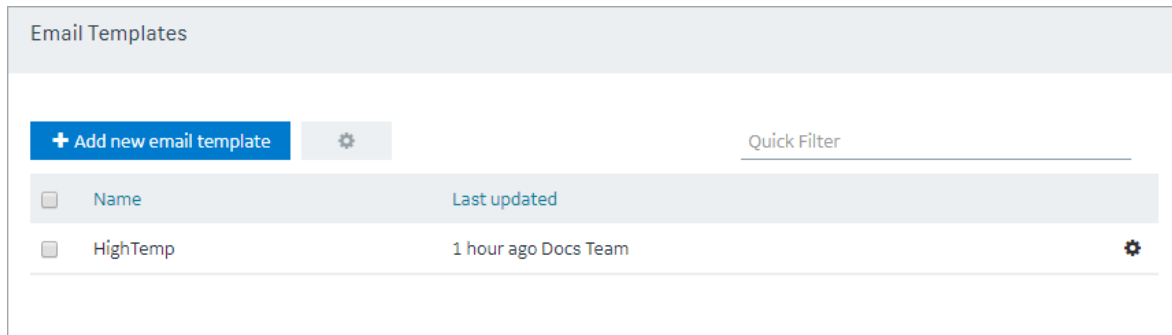 Email Templates
Add new email template
Quick Filter
Name Last updated
HighTemp 1 hour ago Docs Team